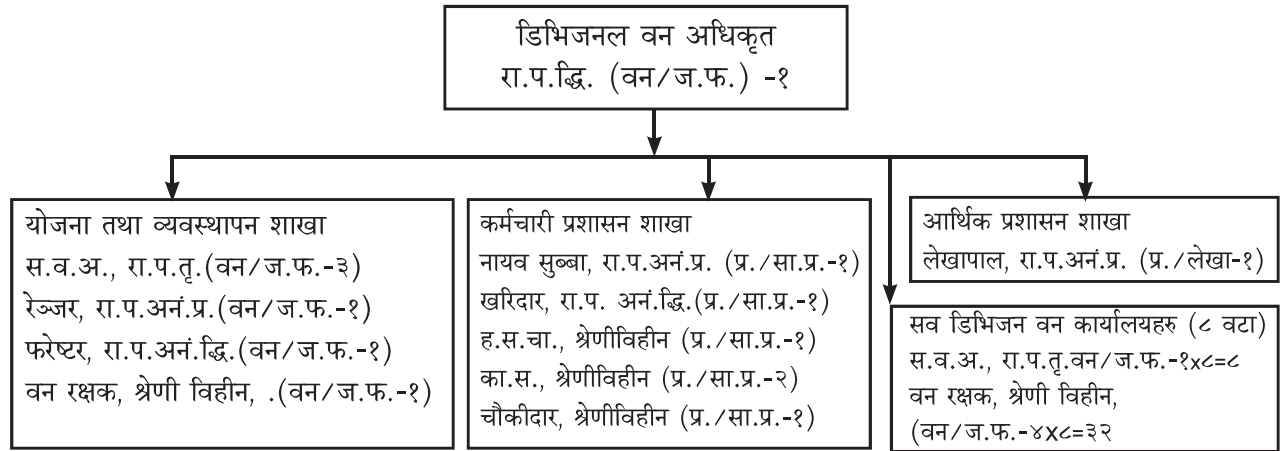 डिभिजनल वन अधिकृत
रा.प.द्धि. (वन/ज.फ.) -१
योजना तथा व्यवस्थापन शाखा
स.व.अ., रा.प.तृ.(वन/ज.फ.-३)
रेञ्जर, रा.प.अनं.प्र.(वन/ज.फ.-१)
फरेष्टर, रा.प.अनं.द्धि.(वन/ज.फ.-१)
वन रक्षक, श्रेणी विहीन, .(वन/ज.फ.-१)
कर्मचारी प्रशासन शाखा
नायव सुब्बा, रा.प.अनं.प्र. (प्र./सा.प्र.-१)
खरिदार, रा.प. अनं.द्धि.(प्र./सा.प्र.-१)
ह.स.चा., श्रेणीविहीन (प्र./सा.प्र.-१)
का.स., श्रेणीविहीन (प्र./सा.प्र.-२)
चौकीदार, श्रेणीविहीन (प्र./सा.प्र.-१)
आर्थिक प्रशासन शाखा
लेखापाल, रा.प.अनं.प्र. (प्र./लेखा-१)
सव डिभिजन वन कार्यालयहरु (८ वटा)
स.व.अ., रा.प.तृ.वन/ज.फ.-१x८=८
वन रक्षक, श्रेणी विहीन,
(वन/ज.फ.-४x८=३२